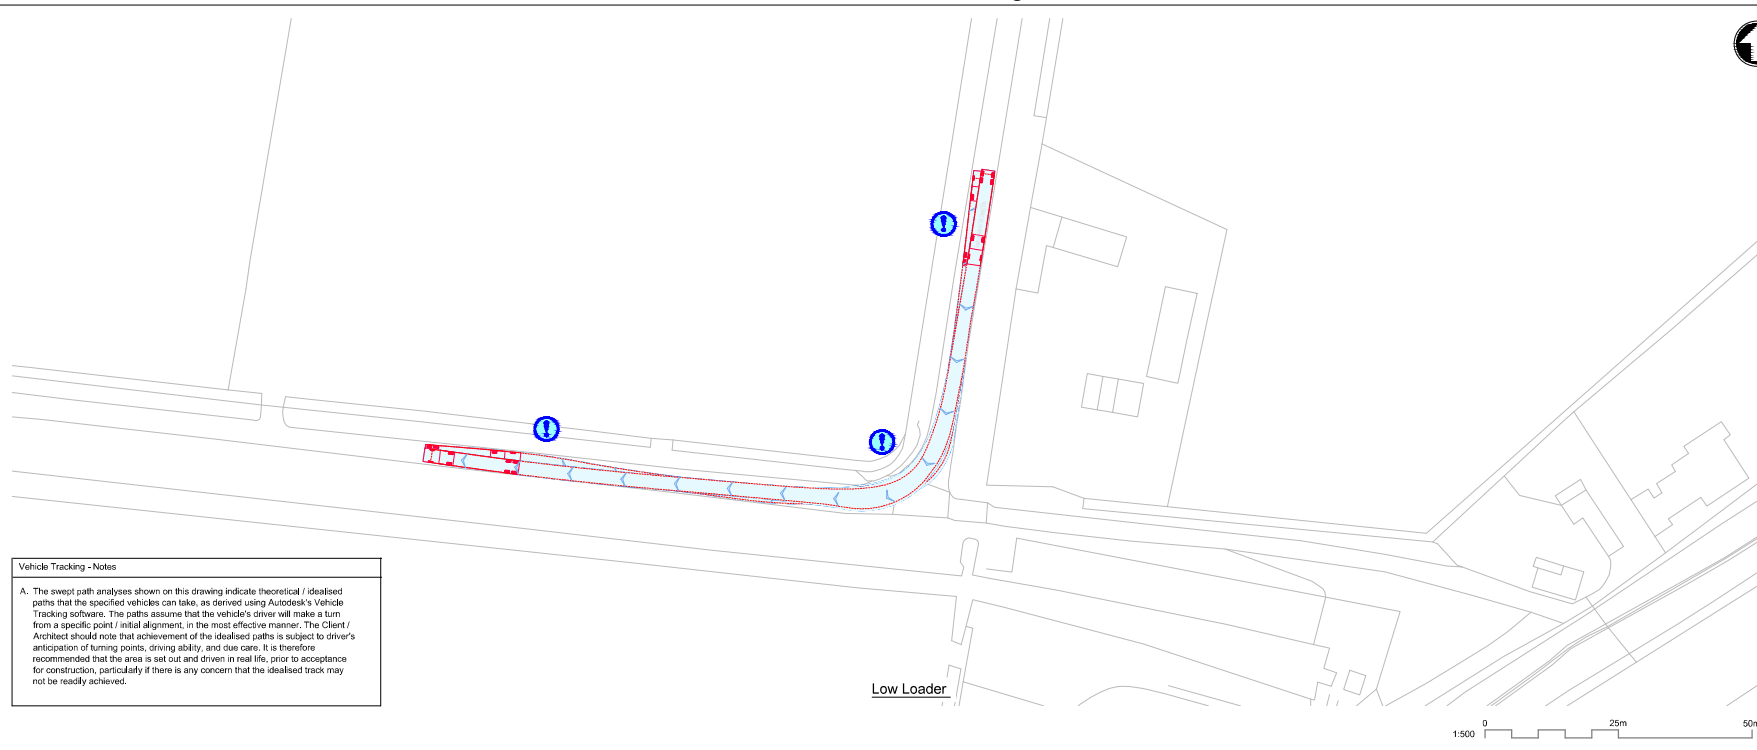 Vehicle Tracking - Notes
A. The swept path analyses shown on this drawing indicate theoretical / idealised
paths that the specified vehicles can take, as derived using Autodesk's Vehicle
Tracking software. The paths assume that the vehicle's driver will make a turn
from a specific point / initial alignment, in the most effective manner. The Client /
Architect should note that achievement of the idealised paths is subject to driver's
anticipation of turning points, driving ability, and due care. It is therefore
recommended that the area is set out and driven in real life, prior to acceptance
for construction, particularly if there is any concern that the idealised track may
not be readily achieved.
Low Loader
0 25m 50m
1:500